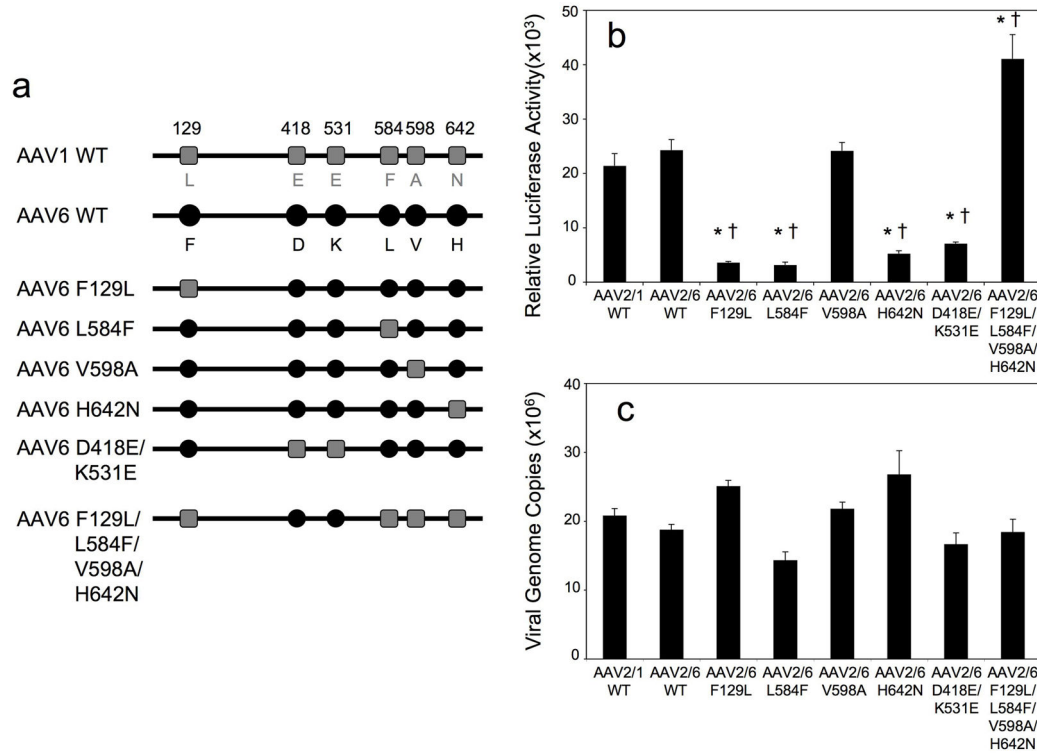 a
129 418 531 584 598 642
AAV1 WT
L E E F A N
AAV6 WT
F D K L V H
AAV6 F129L
AAV6 L584F
AAV6 V598A
AAV6 H642N
AAV6 D418E/
K531E
AAV6 F129L/
L584F/
V598A/
H642N
b
Relative Luciferase Activity(x10³)
50
40
30
20
10
0
* †
* †
* †
* †
* †
AAV2/1 AAV2/6 AAV2/6 AAV2/6 AAV2/6 AAV2/6 AAV2/6 AAV2/6
WT WT F129L L584F V598A H642N D418E/ F129L/
K531E L584F/
V598A/
H642N
c
Viral Genome Copies (x10⁶)
40
30
20
10
0
AAV2/1 AAV2/6 AAV2/6 AAV2/6 AAV2/6 AAV2/6 AAV2/6 AAV2/6
WT WT F129L L584F V598A H642N D418E/ F129L/
K531E L584F/
V598A/
H642N